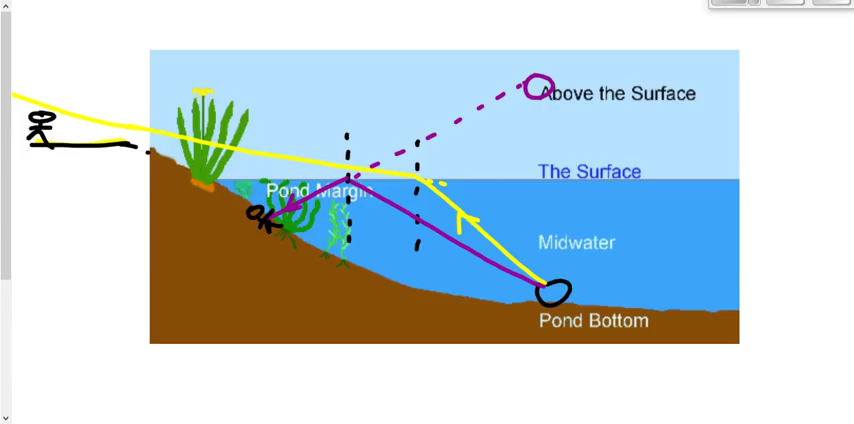 Above the Surface
The Surface
Pond Margin
Midwater
Pond Bottom